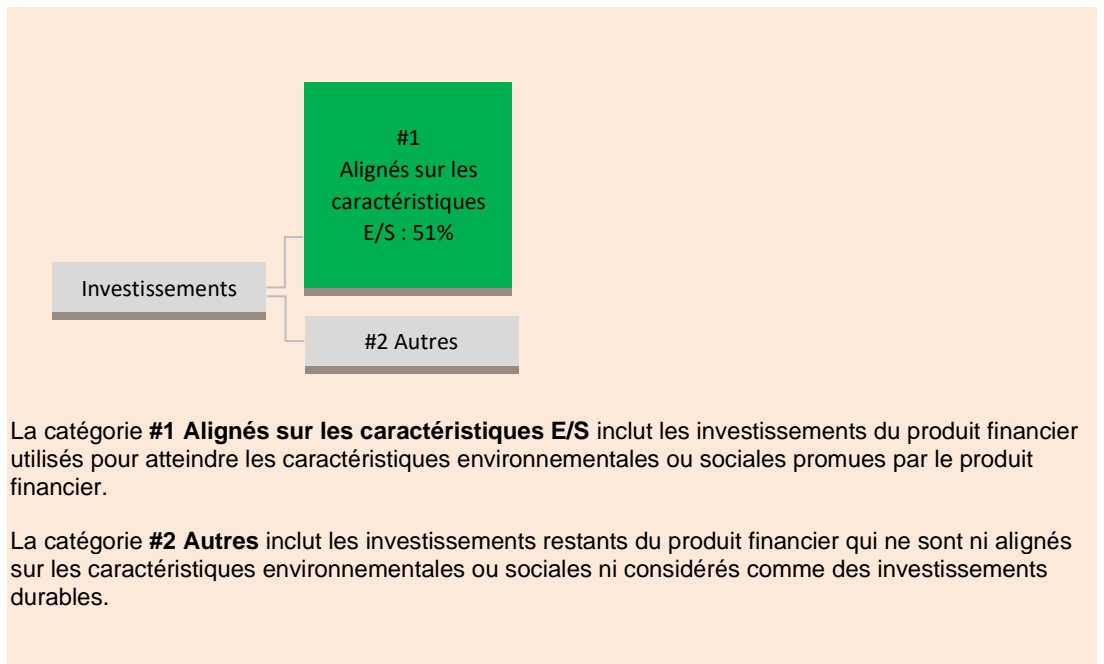 #1
Alignés sur les
caractéristiques
E/S : 51%
Investissements
#2 Autres
La catégorie #1 Alignés sur les caractéristiques E/S inclut les investissements du produit financier
utilisés pour atteindre les caractéristiques environnementales ou sociales promues par le produit
financier.
La catégorie #2 Autres inclut les investissements restants du produit financier qui ne sont ni alignés
sur les caractéristiques environnementales ou sociales ni considérés comme des investissements
durables.